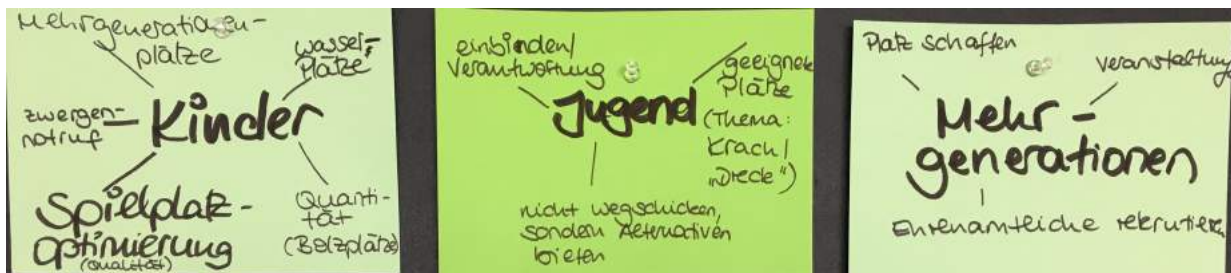 Mehrgenerationen-
plätze
Wasser-
Plätze
zwergen-
notruf
Kinder
Spielplatz-
optimierung
(Qualität)
Quanti-
tät
(Bolzplätze)
einbinden/
Verantwortung
geeignete
Plätze
(Thema:
Krach/
"Dreck")
Jugend
nicht wegschicken,
sondern Alternativen
bieten
Platz schaffen
Veranstaltung
Mehr-
generationen
Ehrenamtliche rekrutieren